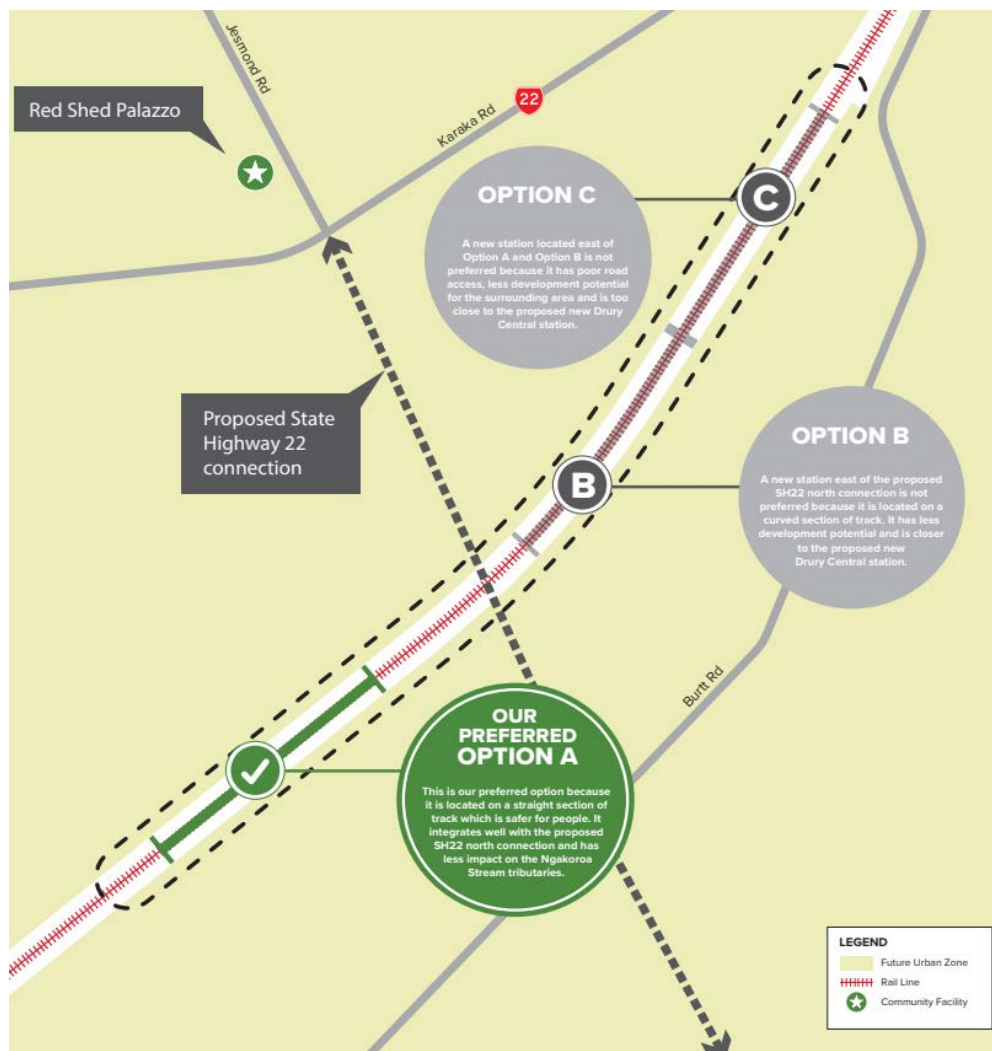 Jesmond Rd
Red Shed Palazzo
Karaka Rd
22
OPTION C
A new station located east of
Option A and Option B is not
preferred because it has poor road
access, less development potential
for the surrounding area and is too
close to the proposed new Drury
Central station.
C
Proposed State
Highway 22
connection
OPTION B
A new station east of the proposed
SH22 north connection is not
preferred because it is located on a
curved section of track. It has less
development potential and is closer
to the proposed new
Drury Central station.
B
Burtt Rd
OUR
PREFERRED
OPTION A
This is our preferred option because
it is located on a straight section of
track which is safer for people. It
integrates well with the proposed
SH22 north connection and has
less impact on the Ngakoroa
Stream tributaries.
LEGEND
Future Urban Zone
Rail Line
Community Facility